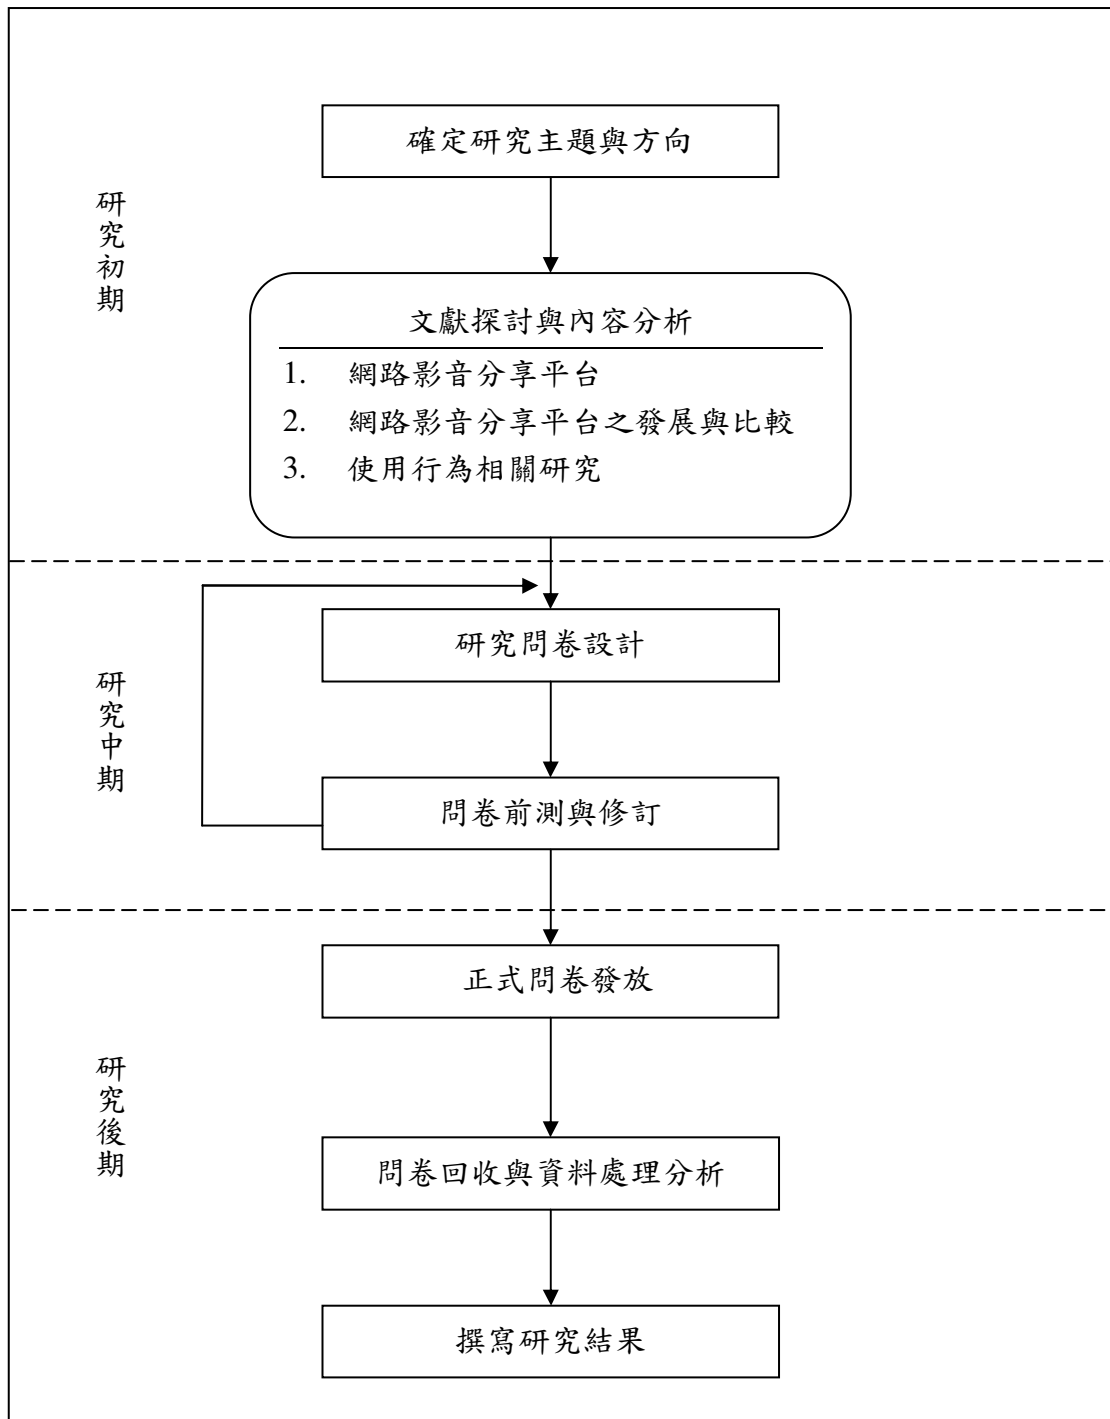 研究初期
確定研究主題與方向
文獻探討與內容分析
1. 網路影音分享平台
2. 網路影音分享平台之發展與比較
3. 使用行為相關研究
研究中期
研究問卷設計
問卷前測與修訂
研究後期
正式問卷發放
問卷回收與資料處理分析
撰寫研究結果